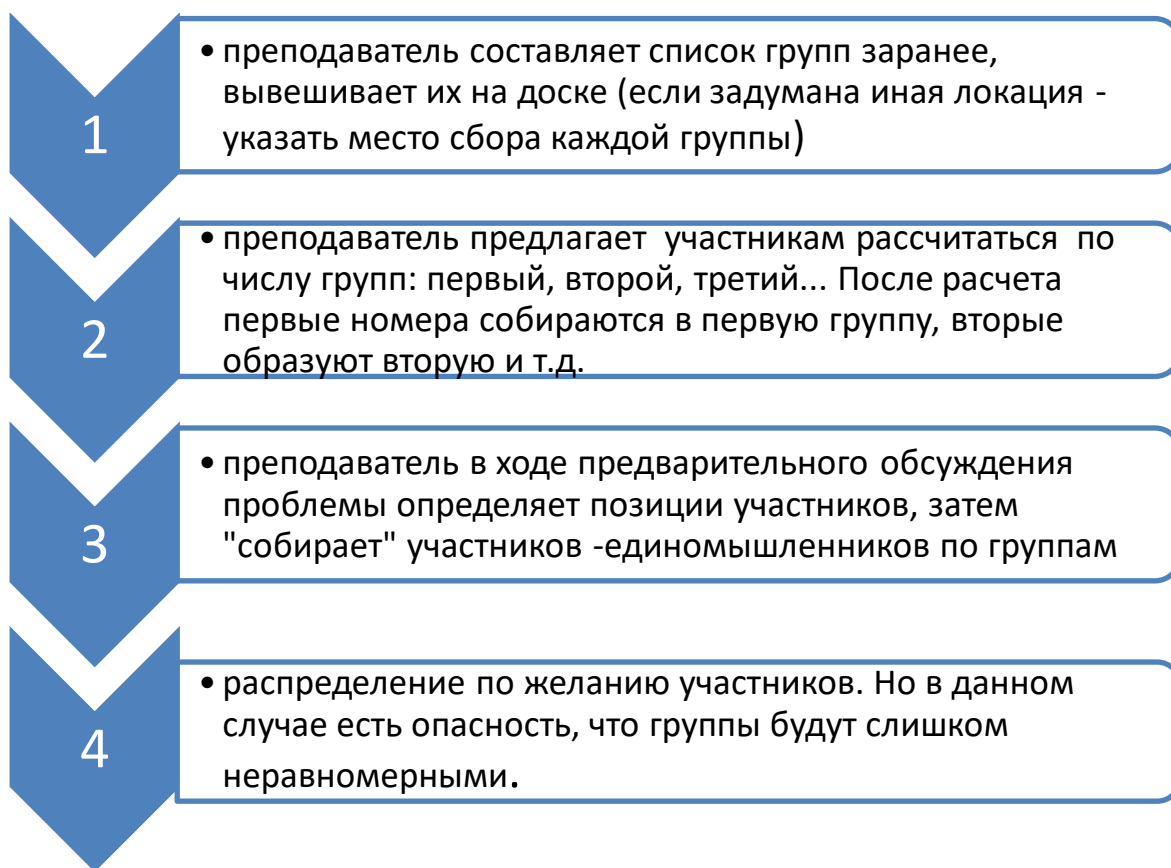 1
• преподаватель составляет список групп заранее,
вывешивает их на доске (если задумана иная локация -
указать место сбора каждой группы)
2
• преподаватель предлагает  участникам рассчитаться  по
числу групп: первый, второй, третий... После расчета
первые номера собираются в первую группу, вторые
образуют вторую и т.д.
3
• преподаватель в ходе предварительного обсуждения
проблемы определяет позиции участников, затем
"собирает" участников -единомышленников по группам
4
• распределение по желанию участников. Но в данном
случае есть опасность, что группы будут слишком
неравномерными.